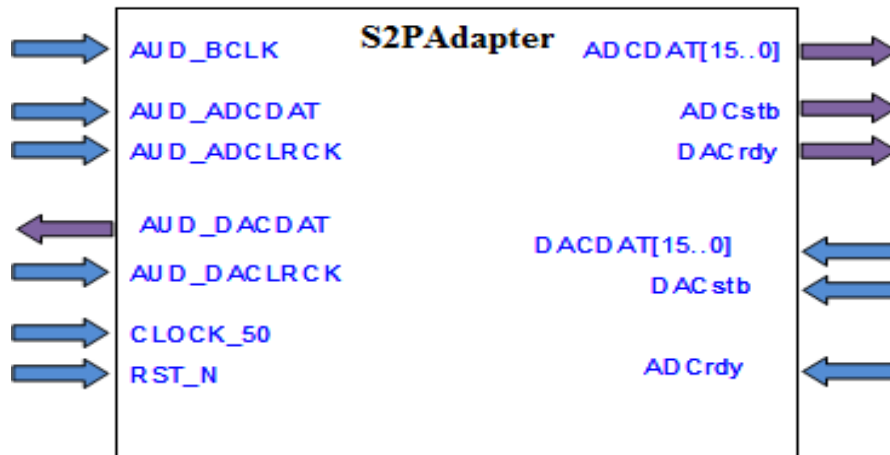 S2PAdapter
AUD_BCLK
ADCDAT[15..0]
AUD_ADCDAT
ADCstb
AUD_ADCLRCK
DACrdy
AUD_DACDAT
DACDAT[15..0]
AUD_DACLRCK
DACstb
CLOCK_50
RST_N
ADCrdy